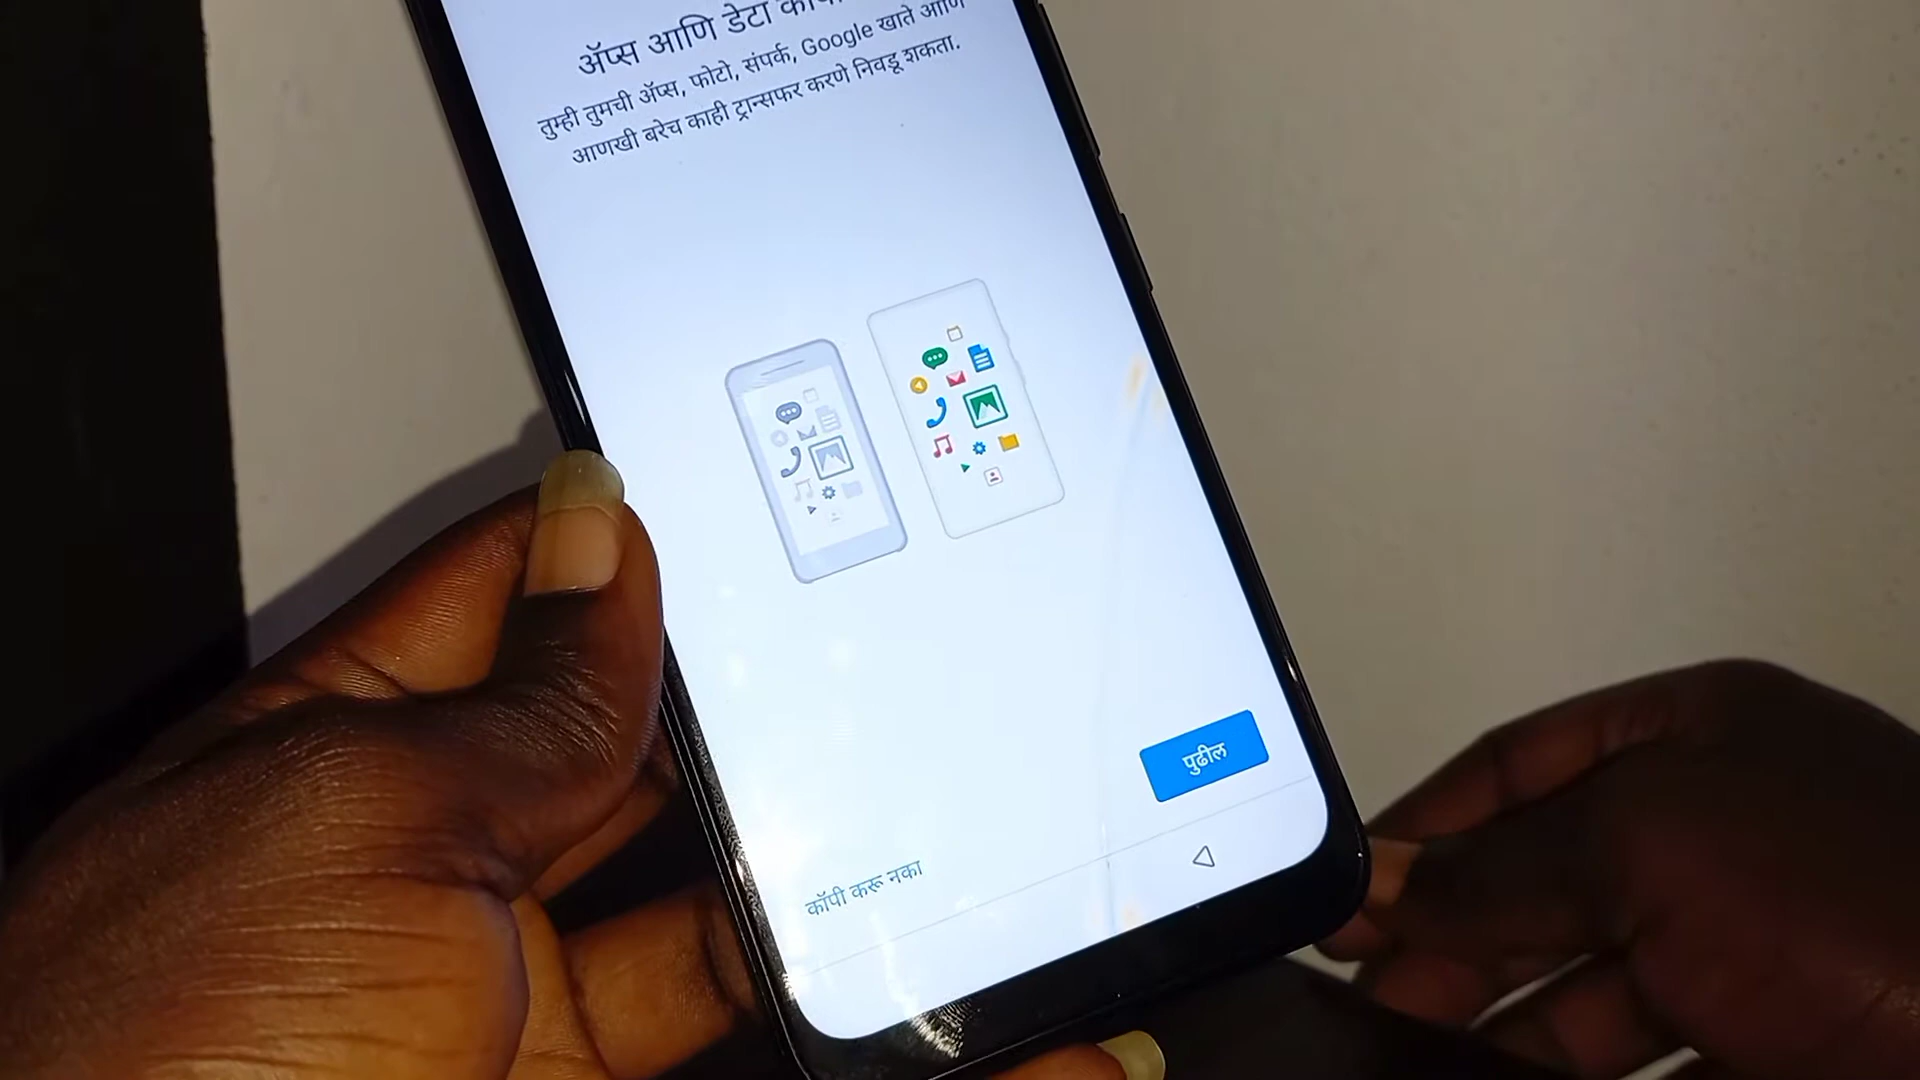 ॲप्स आणि डेटा
तुम्ही तुमची ॲप्स, फोटो, संपर्क, Google खाते आणि
आणखी बरेच काही ट्रान्सफर करणे निवडू शकता.
पुढील
कॉपी करू नका